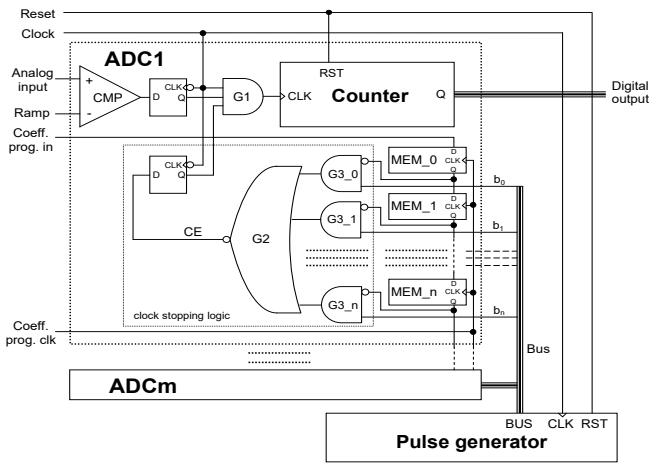 Reset
Clock
ADC1
Analog
input
+
CMP
-
Ramp
D
CLK
Q
G1
RST
CLK
Counter
Q
Digital
output
Coeff.
prog. in
D
CLK
Q
CE
G2
clock stopping logic
G3_0
G3_1
G3_n
MEM_0
D
CLK
Q
MEM_1
D
CLK
Q
MEM_n
D
CLK
Q
b0
b1
bn
Coeff.
prog. clk
Bus
ADCm
BUS CLK RST
Pulse generator